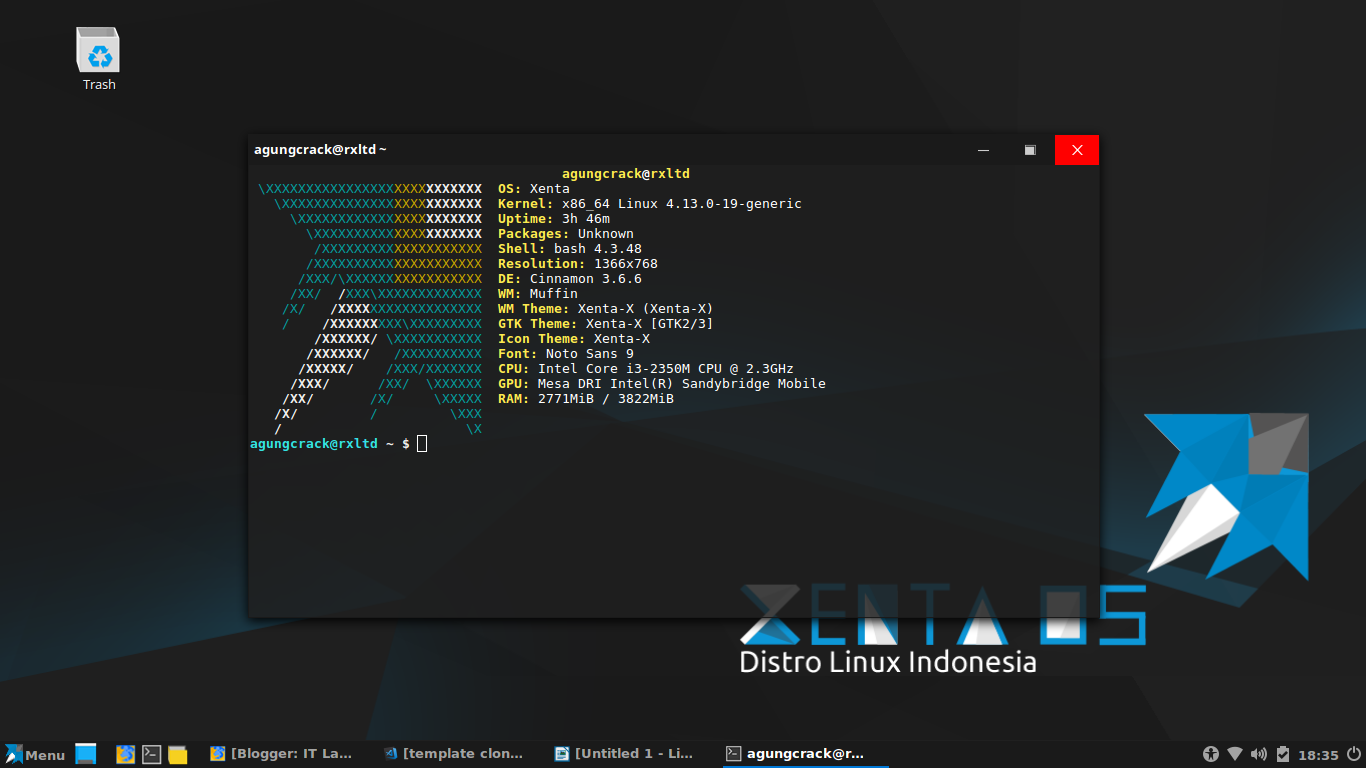 Trash
agungcrack@rxltd ~
agungcrack@rxltd
\XXXXXXXXXXXXXXXXXXXXXXXXXXX OS: Xenta
\XXXXXXXXXXXXXXXXXXXXXXXXX Kernel: x86_64 Linux 4.13.0-19-generic
\XXXXXXXXXXXXXXXXXXXXXXX Uptime: 3h 46m
\XXXXXXXXXXXXXXXXXXXXX Packages: Unknown
/XXXXXXXXXXXXXXXXXXXX Shell: bash 4.3.48
/XXXXXXXXXXXXXXXXXXXXX Resolution: 1366x768
/XXX/\XXXXXXXXXXXXXXXXX DE: Cinnamon 3.6.6
/XX/  /XXX\XXXXXXXXXXXXX WM: Muffin
/X/   /XXXXXXXXXXXXXXXXXX WM Theme: Xenta-X (Xenta-X)
/    /XXXXXXXXX\XXXXXXXXX GTK Theme: Xenta-X [GTK2/3]
/XXXXXX/ \XXXXXXXXXXX Icon Theme: Xenta-X
/XXXXXX/   /XXXXXXXXXX Font: Noto Sans 9
/XXXXX/    /XXX/XXXXXXX CPU: Intel Core i3-2350M CPU @ 2.3GHz
/XXX/      /XX/  \XXXXXX GPU: Mesa DRI Intel(R) Sandybridge Mobile
/XX/       /X/     \XXXXX RAM: 2771MiB / 3822MiB
/X/         /         \XXX
/                       \X
agungcrack@rxltd ~ $
XENTA OS
Distro Linux Indonesia
Menu
[Blogger: IT La...
[template clon...
[Untitled 1 - Li...
agungcrack@r...
18:35